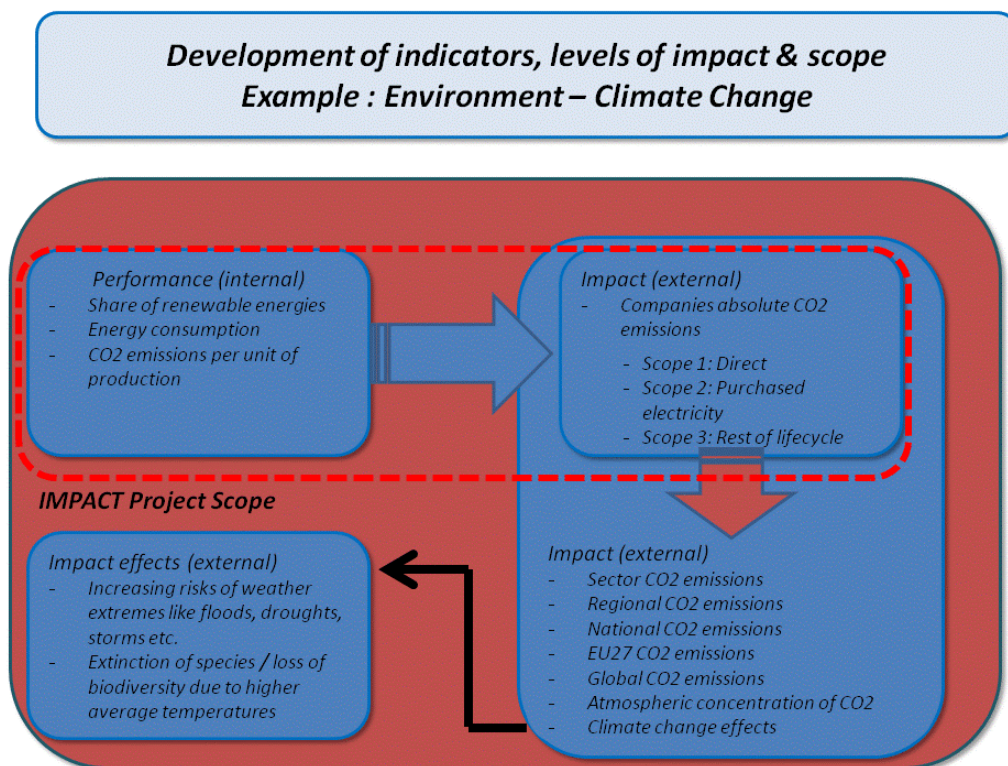 Development of indicators, levels of impact & scope
Example : Environment – Climate Change
Performance (internal)
- Share of renewable energies
- Energy consumption
- CO2 emissions per unit of
production
Impact (external)
- Companies absolute CO2
emissions
- Scope 1: Direct
- Scope 2: Purchased
electricity
- Scope 3: Rest of lifecycle
IMPACT Project Scope
Impact effects (external)
- Increasing risks of weather
extremes like floods, droughts,
storms etc.
- Extinction of species / loss of
biodiversity due to higher
average temperatures
Impact (external)
- Sector CO2 emissions
- Regional CO2 emissions
- National CO2 emissions
- EU27 CO2 emissions
- Global CO2 emissions
- Atmospheric concentration of CO2
- Climate change effects